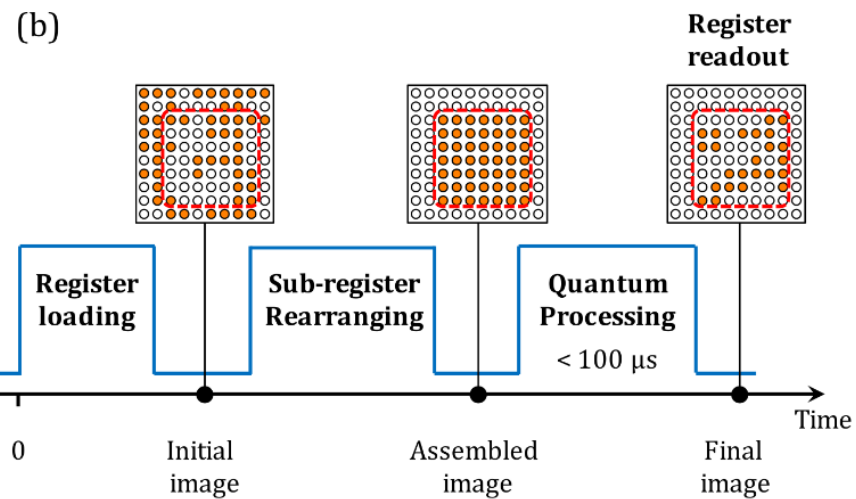 (b)
Register
readout
Register
loading
Sub-register
Rearranging
Quantum
Processing
< 100 μs
Time
0
Initial
image
Assembled
image
Final
image